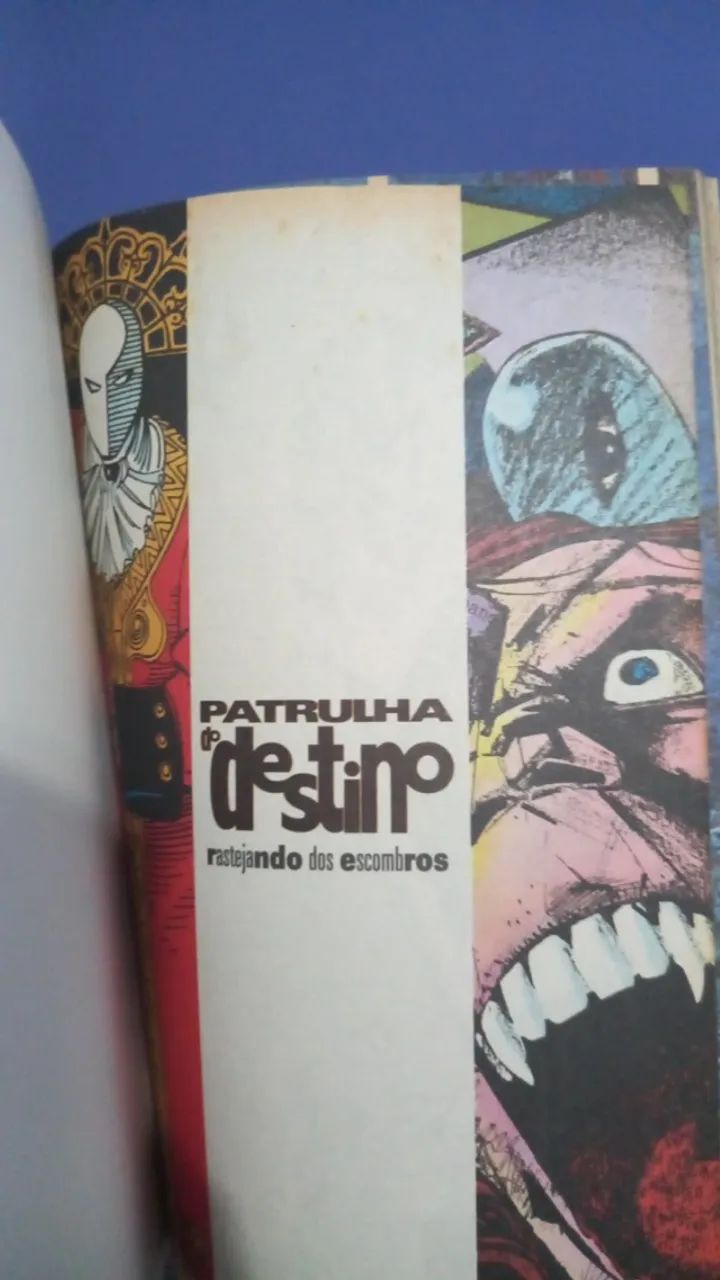 PATRULHA
do
destino
rastejando dos escombros